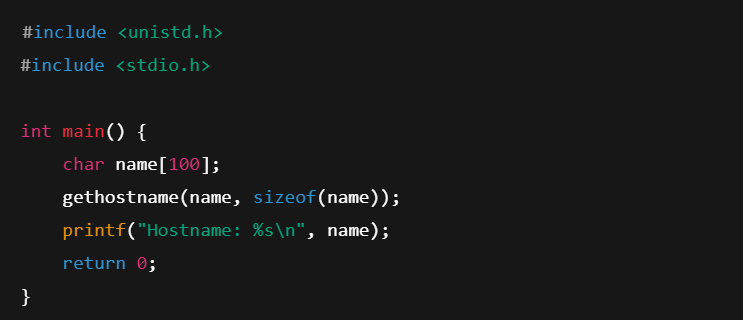 #include <unistd.h>
#include <stdio.h>

int main() {
    char name[100];
    gethostname(name, sizeof(name));
    printf("Hostname: %s\n", name);
    return 0;
}